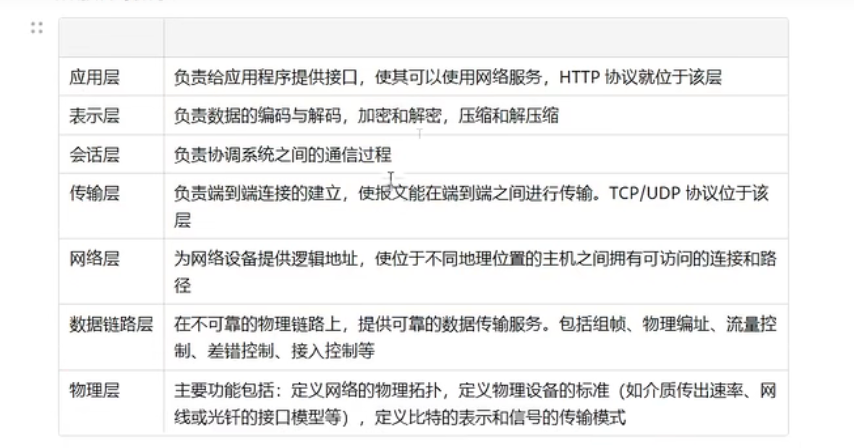 应用层 负责给应用程序提供接口，使其可以使用网络服务，HTTP 协议就位于该层
表示层 负责数据的编码与解码，加密和解密，压缩和解压缩
会话层 负责协调系统之间的通信过程
传输层 负责端到端连接的建立，使报文能在端到端之间进行传输。TCP/UDP 协议位于该
层
网络层 为网络设备提供逻辑地址，使位于不同地理位置的主机之间拥有可访问的连接和路
径
数据链路层 在不可靠的物理链路上，提供可靠的数据传输服务。包括组帧、物理编址、流量控
制、差错控制、接入控制等
物理层 主要功能包括：定义网络的物理拓扑，定义物理设备的标准（如介质传出速率、网
线或光钎的接口模型等），定义比特的表示和信号的传输模式